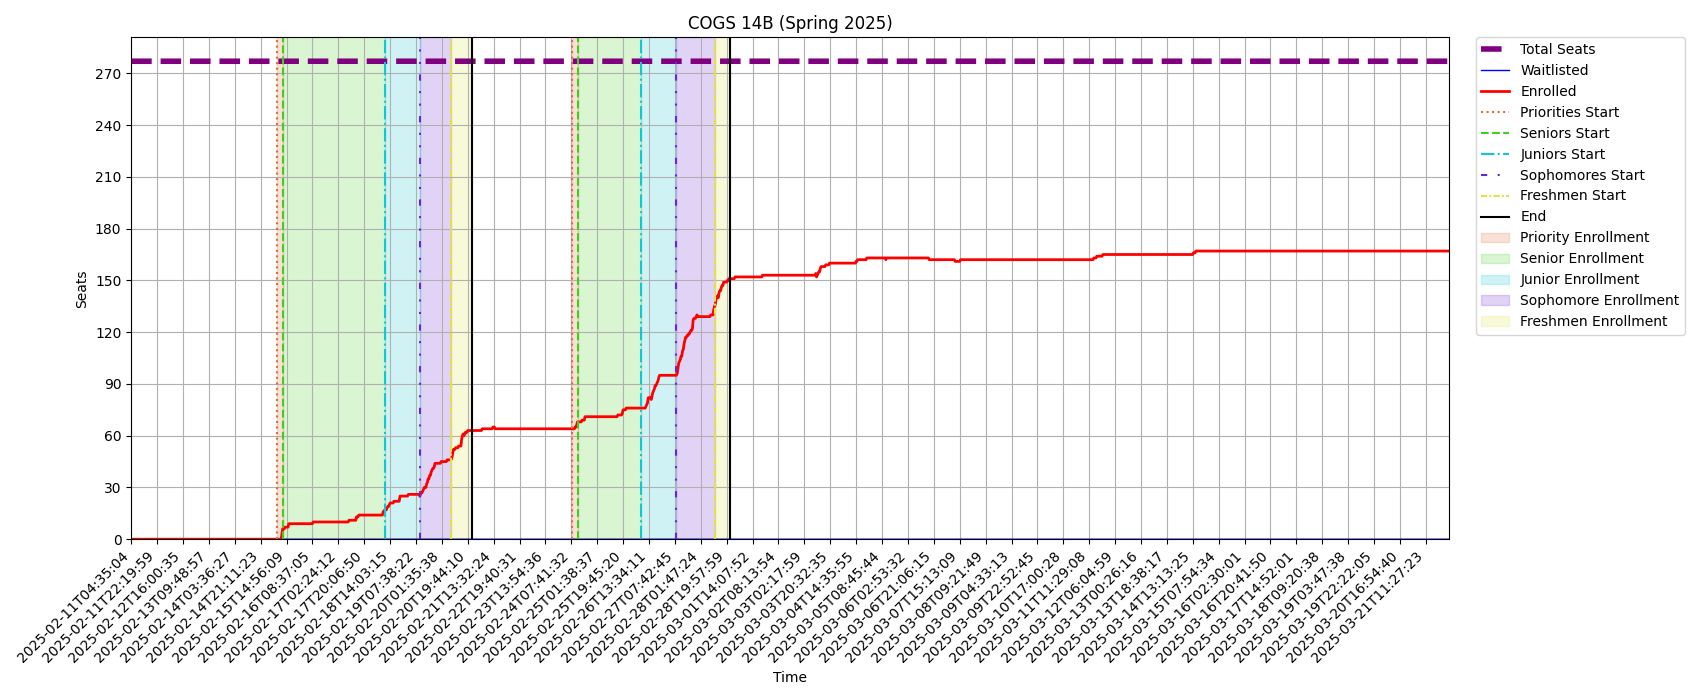 COGS 14B (Spring 2025)
Seats
270
240
210
180
150
120
90
60
30
0
2025-02-11T04:35:04
2025-02-11T22:19:59
2025-02-12T16:00:35
2025-02-13T09:48:57
2025-02-14T03:36:27
2025-02-14T21:11:23
2025-02-15T14:56:09
2025-02-16T08:37:05
2025-02-17T02:24:12
2025-02-17T20:06:50
2025-02-18T14:03:15
2025-02-19T07:38:22
2025-02-20T01:35:38
2025-02-20T19:44:10
2025-02-21T13:32:24
2025-02-22T19:40:31
2025-02-23T13:54:36
2025-02-24T07:41:32
2025-02-25T01:38:37
2025-02-25T19:45:20
2025-02-26T13:34:11
2025-02-27T07:42:45
2025-02-28T01:47:24
2025-02-28T19:57:59
2025-03-01T14:07:52
2025-03-02T08:13:54
2025-03-03T02:17:59
2025-03-03T20:32:35
2025-03-04T14:35:55
2025-03-05T08:45:44
2025-03-06T02:53:32
2025-03-06T21:06:15
2025-03-07T15:13:09
2025-03-08T09:21:49
2025-03-09T04:33:13
2025-03-09T22:52:45
2025-03-10T17:00:28
2025-03-11T11:29:08
2025-03-12T06:04:59
2025-03-13T00:26:16
2025-03-13T18:38:17
2025-03-14T13:13:25
2025-03-15T07:54:34
2025-03-16T02:30:01
2025-03-16T20:41:50
2025-03-17T14:52:01
2025-03-18T09:20:38
2025-03-19T03:47:38
2025-03-19T22:22:05
2025-03-20T16:54:40
2025-03-21T11:27:23
Time
Total Seats
Waitlisted
Enrolled
Priorities Start
Seniors Start
Juniors Start
Sophomores Start
Freshmen Start
End
Priority Enrollment
Senior Enrollment
Junior Enrollment
Sophomore Enrollment
Freshmen Enrollment